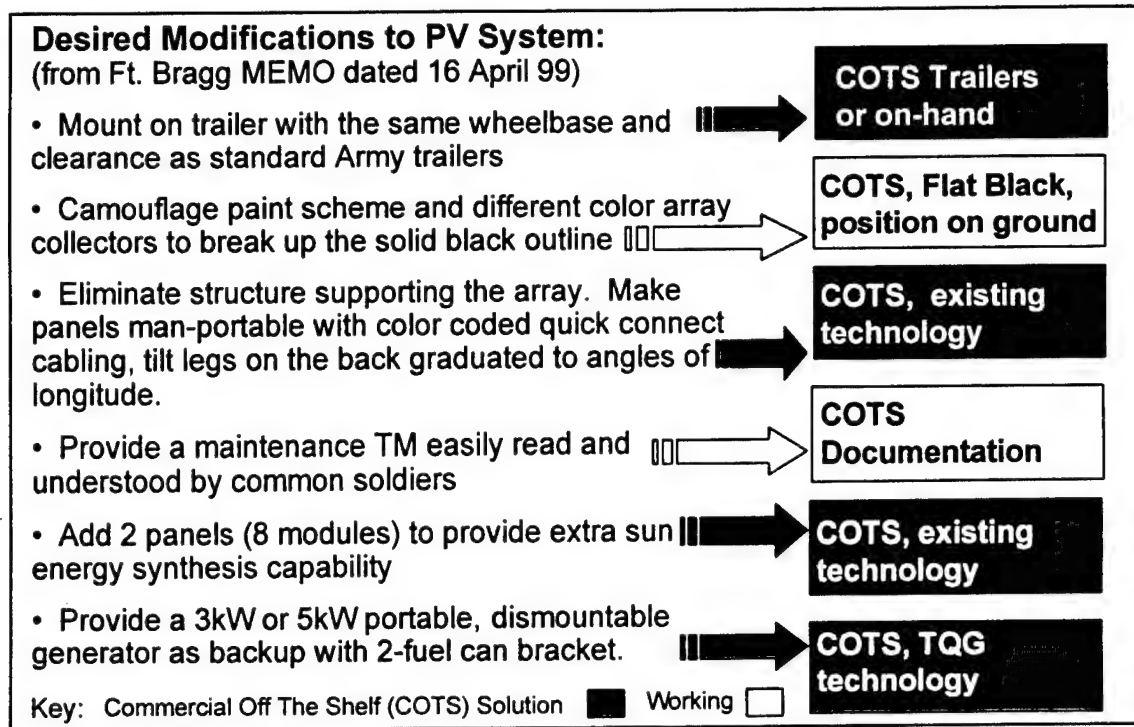 Desired Modifications to PV System:
(from Ft. Bragg MEMO dated 16 April 99)
• Mount on trailer with the same wheelbase and
clearance as standard Army trailers
COTS Trailers
or on-hand
• Camouflage paint scheme and different color array
collectors to break up the solid black outline
COTS, Flat Black,
position on ground
• Eliminate structure supporting the array. Make
panels man-portable with color coded quick connect
cabling, tilt legs on the back graduated to angles of
longitude.
COTS, existing
technology
• Provide a maintenance TM easily read and
understood by common soldiers
COTS
Documentation
• Add 2 panels (8 modules) to provide extra sun
energy synthesis capability
COTS, existing
technology
• Provide a 3kW or 5kW portable, dismountable
generator as backup with 2-fuel can bracket.
COTS, TQG
technology
Key: Commercial Off The Shelf (COTS) Solution Working